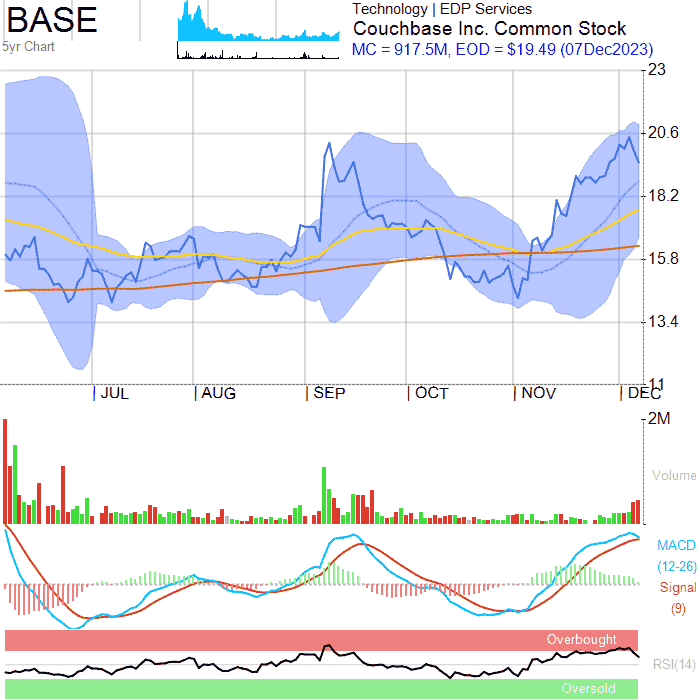 BASE
5yr Chart
Technology | EDP Services
Couchbase Inc. Common Stock
MC = 917.5M, EOD = $19.49 (07Dec2023)
23
20.6
18.2
15.8
13.4
11
JUL AUG SEP OCT NOV DEC
2M
Volume
MACD
(12-26)
Signal
(9)
Overbought
RSI(14)
Oversold